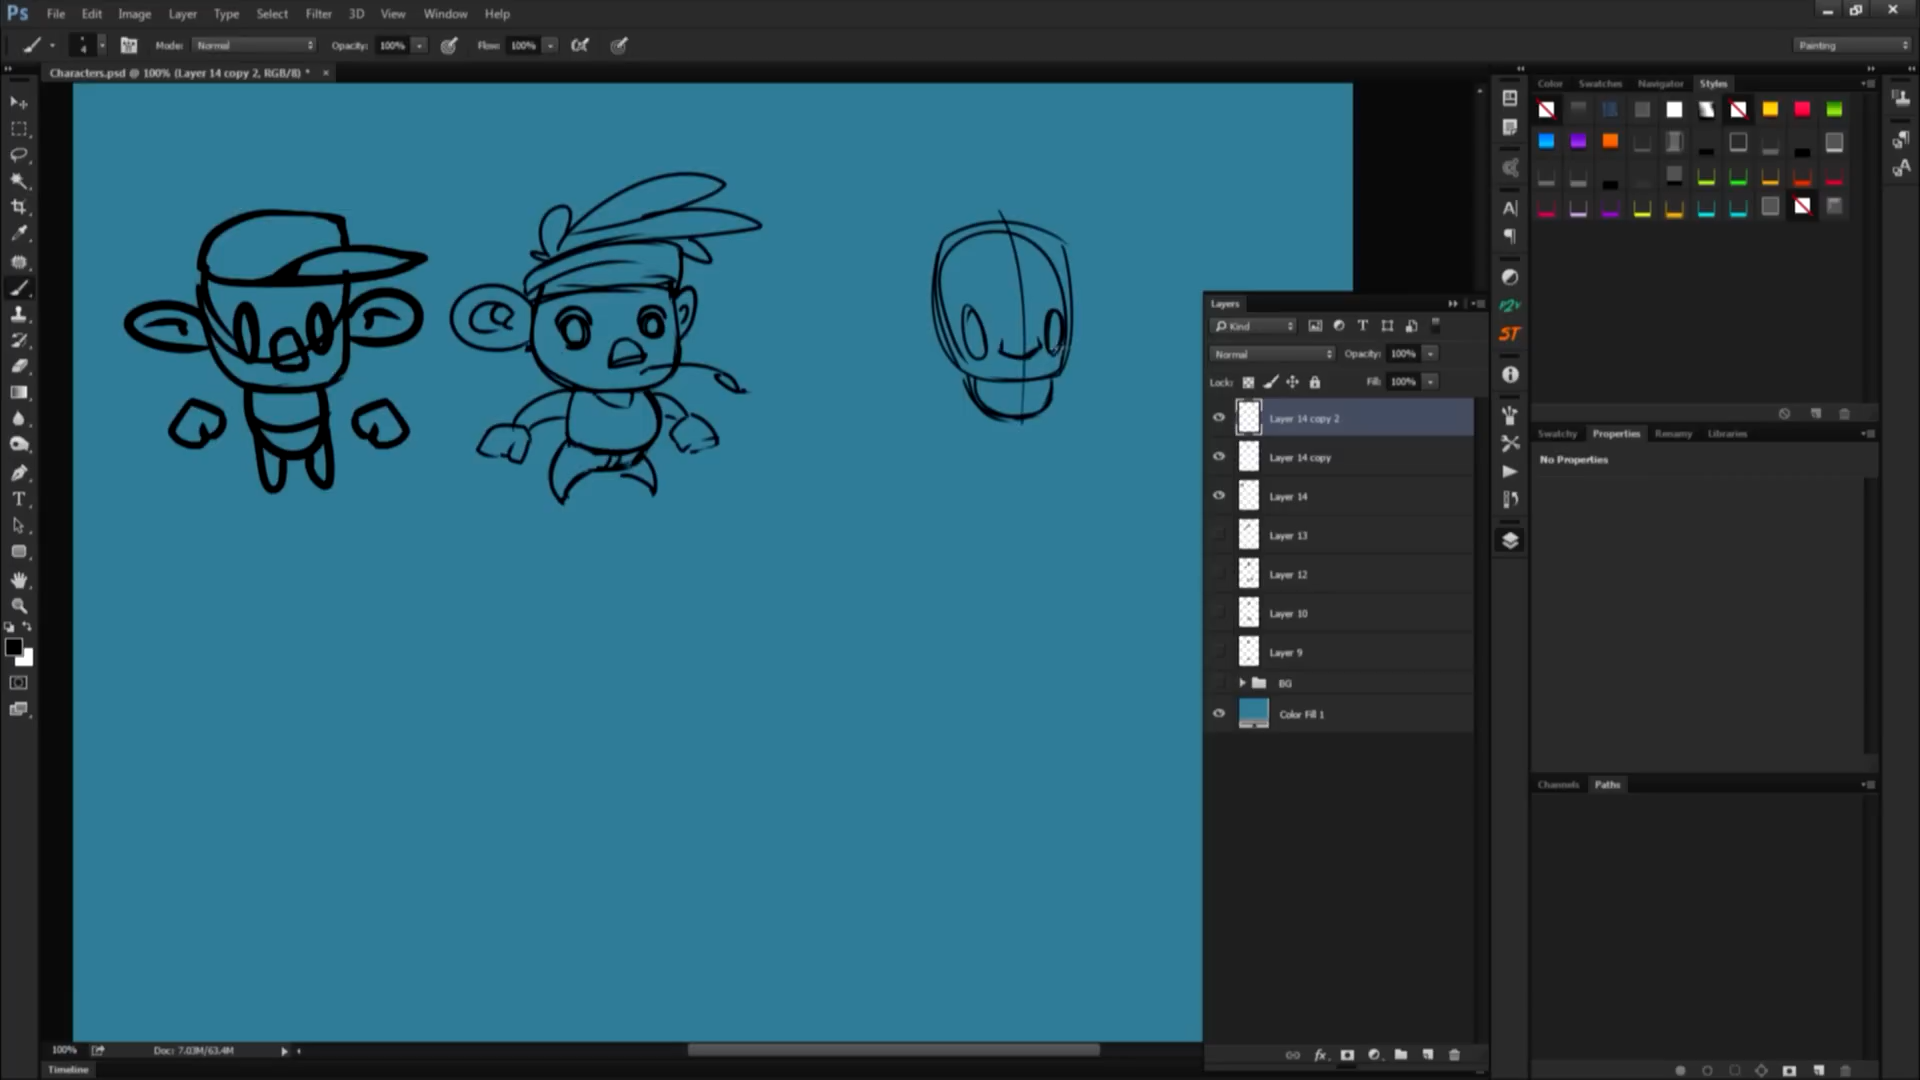 Ps File Edit Image Layer Type Select Filter 3D View Window Help
4 Mode: Normal Opacity: 100% Flow: 100% Painting
Characters.psd @ 100% (Layer 14 copy 2, RGB/8) * ×
Color Swatches Navigator Styles
Layers
Kind
Normal Opacity: 100%
Lock: Fill: 100%
Layer 14 copy 2
Layer 14 copy
Layer 14
Layer 13
Layer 12
Layer 10
Layer 9
BG
Color Fill 1
p2v
ST
Swatchy Properties Renamy Libraries
No Properties
Channels Paths
100% Doc: 7.03M/63.4M
fx
Timeline